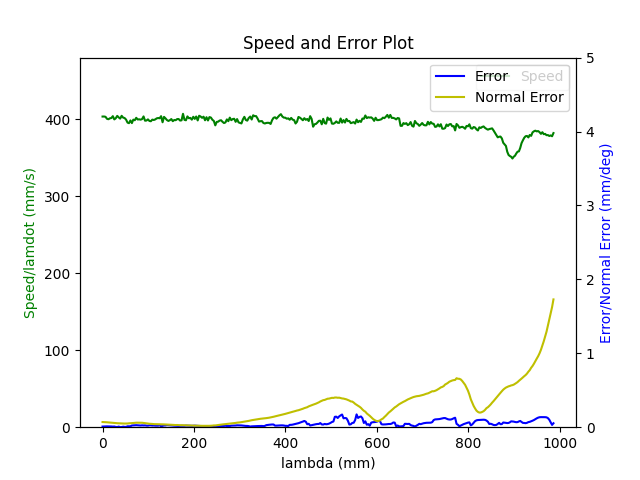 Speed and Error Plot
Error Speed
Normal Error
400
300
200
100
0
5
4
3
2
1
0
0 200 400 600 800 1000
lambda (mm)
Speed/lamdot (mm/s)
Error/Normal Error (mm/deg)